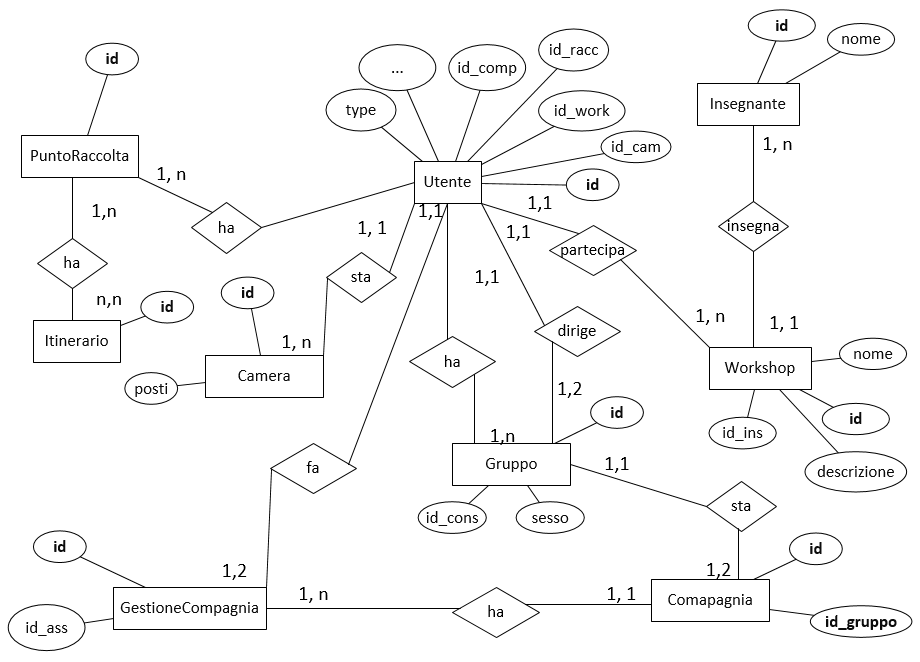 id
nome
id_racc
id
...
id_comp
type
id_work
Insegnante
id_cam
1, n
PuntoRaccolta
1, n
Utente
id
1,n
1,1
1,1
ha
1, 1
1,1
insegna
partecipa
ha
sta
1,1
n,n
id
id
1, n
1, 1
Itinerario
dirige
1, n
ha
nome
Camera
Workshop
posti
1,2
id
id
id_ins
1,n
descrizione
fa
Gruppo
1,1
id_cons
sesso
sta
id
id
1,2
1,2
GestioneCompagnia
1, n
1, 1
Comapagnia
ha
id_ass
id_gruppo